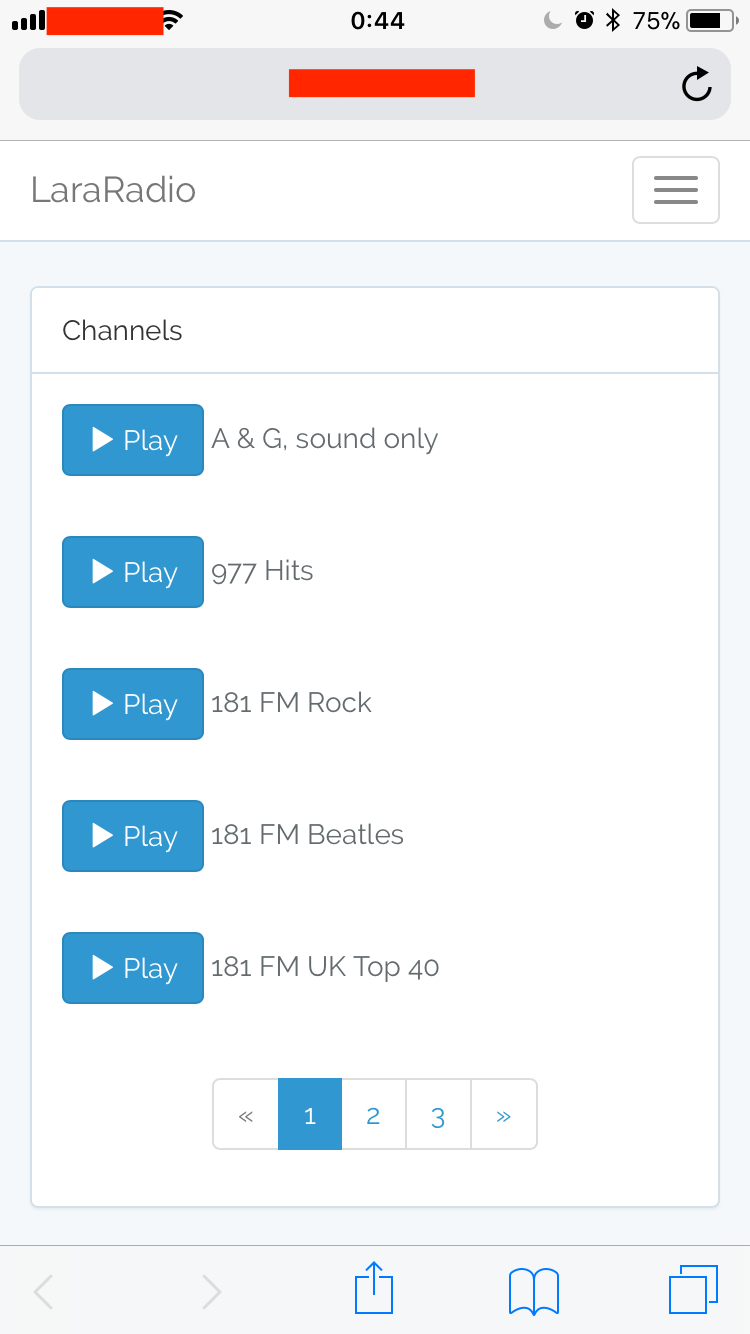 0:44 75%
LaraRadio
Channels
Play A & G, sound only
Play 977 Hits
Play 181 FM Rock
Play 181 FM Beatles
Play 181 FM UK Top 40
« 1 2 3 »